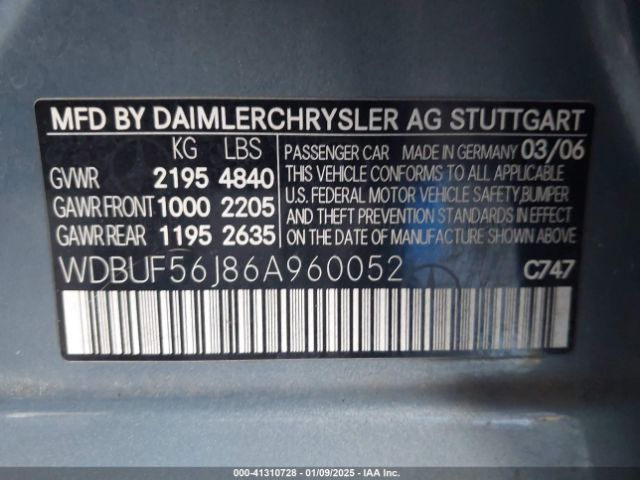 MFD BY DAIMLERCHRYSLER AG STUTTGART
KG LBS
GVWR 2195 4840
GAWR FRONT 1000 2205
GAWR REAR 1195 2635
PASSENGER CAR MADE IN GERMANY 03/06
THIS VEHICLE CONFORMS TO ALL APPLICABLE
U.S. FEDERAL MOTOR VEHICLE SAFETY, BUMPER
AND THEFT PREVENTION STANDARDS IN EFFECT
ON THE DATE OF MANUFACTURE SHOWN ABOVE.
WDBUF56J86A960052 C747
000-41310728 - 01/09/2025 - IAA Inc.